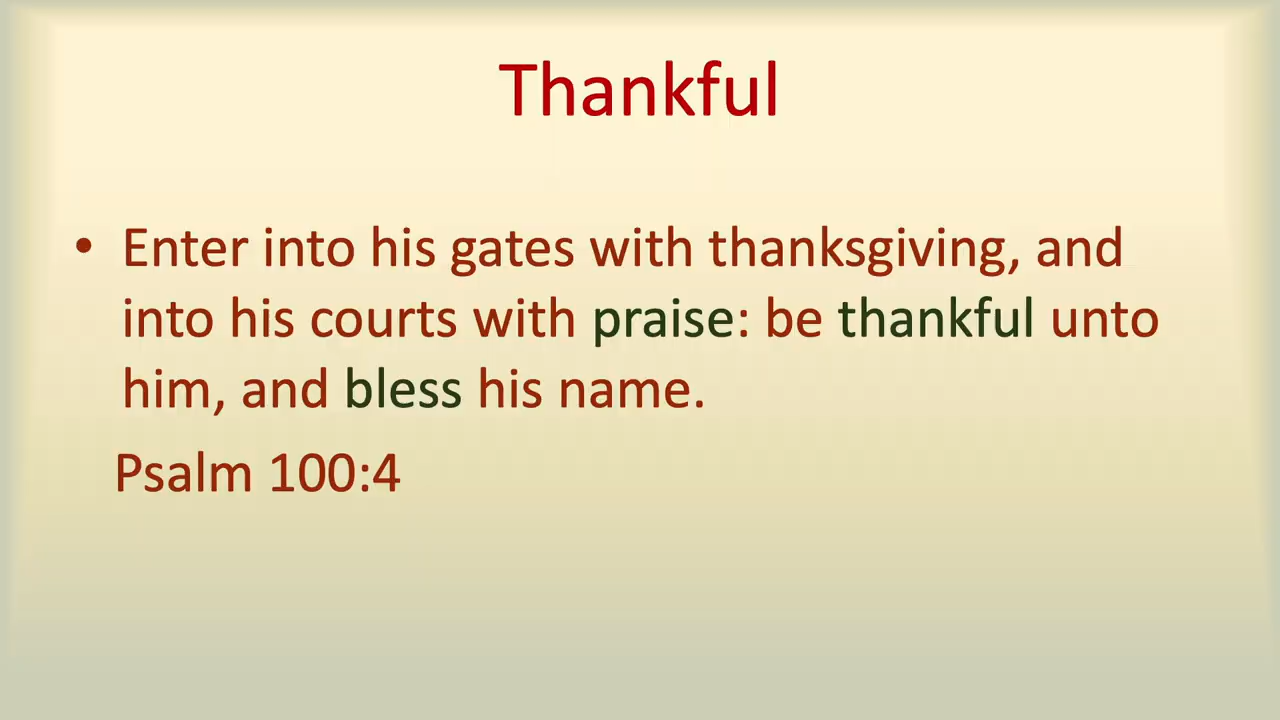 Thankful
• Enter into his gates with thanksgiving, and
into his courts with praise: be thankful unto
him, and bless his name.
Psalm 100:4